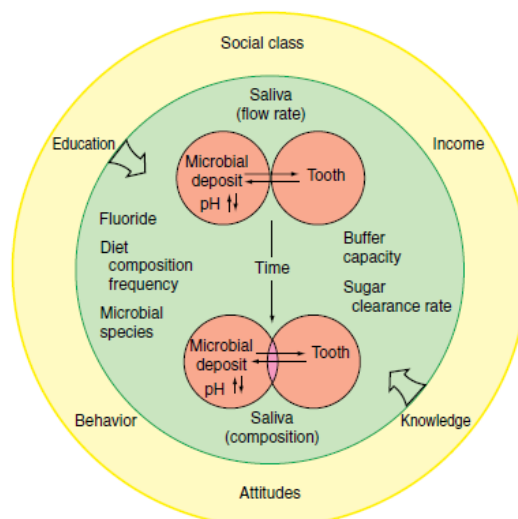 Social class
Saliva
(flow rate)
Education
Income
Microbial
deposit
pH
Tooth
Fluoride
Diet
composition
frequency
Microbial
species
Time
Buffer
capacity
Sugar
clearance rate
Microbial
deposit
pH
Tooth
Saliva
(composition)
Behavior
Knowledge
Attitudes